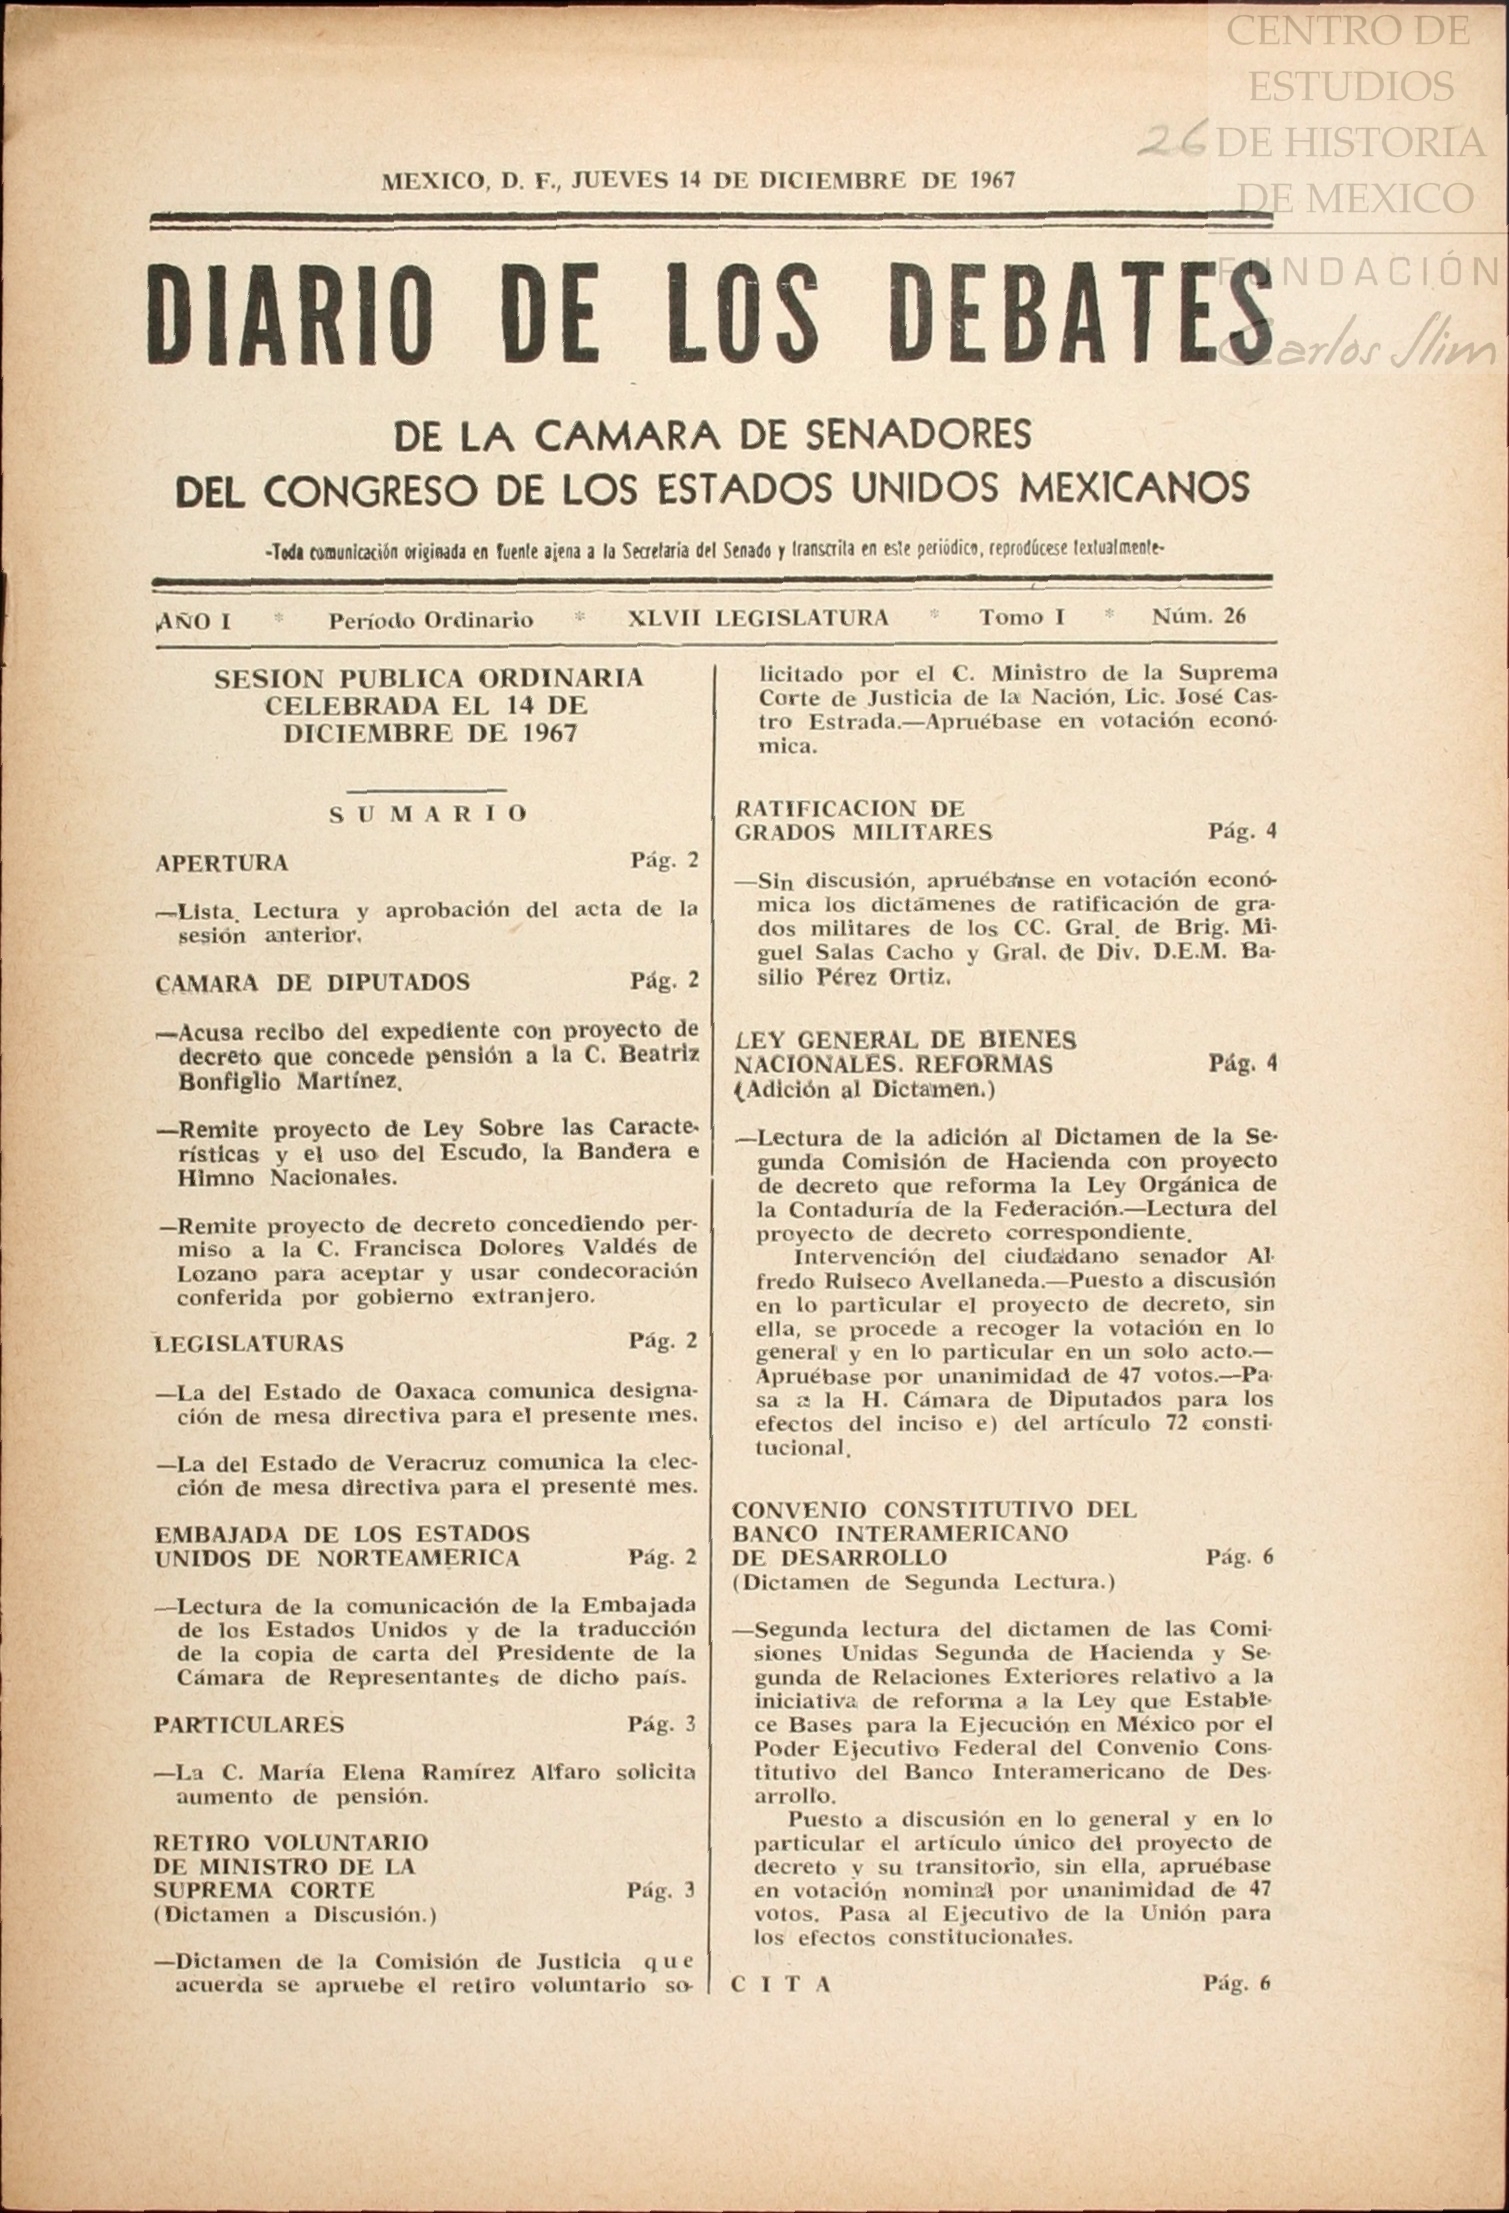 CENTRO DE
ESTUDIOS
26 DE HISTORIA
DE MEXICO
FUNDACIÓN
Carlos Slim
MEXICO, D. F., JUEVES 14 DE DICIEMBRE DE 1967
DIARIO DE LOS DEBATES
DE LA CAMARA DE SENADORES
DEL CONGRESO DE LOS ESTADOS UNIDOS MEXICANOS
-Toda comunicación originada en fuente ajena a la Secretaría del Senado y transcrita en este periódico, reprodúcese textualmente-
AÑO I * Período Ordinario * XLVII LEGISLATURA * Tomo I * Núm. 26
SESION PUBLICA ORDINARIA
CELEBRADA EL 14 DE
DICIEMBRE DE 1967
SUMARIO
APERTURA Pág. 2
—Lista. Lectura y aprobación del acta de la
sesión anterior.
CAMARA DE DIPUTADOS Pág. 2
—Acusa recibo del expediente con proyecto de
decreto que concede pensión a la C. Beatriz
Bonfiglio Martínez.
—Remite proyecto de Ley Sobre las Caracte-
rísticas y el uso del Escudo, la Bandera e
Himno Nacionales.
—Remite proyecto de decreto concediendo per-
miso a la C. Francisca Dolores Valdés de
Lozano para aceptar y usar condecoración
conferida por gobierno extranjero.
LEGISLATURAS Pág. 2
—La del Estado de Oaxaca comunica designa-
ción de mesa directiva para el presente mes.
—La del Estado de Veracruz comunica la elec-
ción de mesa directiva para el presenté mes.
EMBAJADA DE LOS ESTADOS
UNIDOS DE NORTEAMERICA Pág. 2
—Lectura de la comunicación de la Embajada
de los Estados Unidos y de la traducción
de la copia de carta del Presidente de la
Cámara de Representantes de dicho país.
PARTICULARES Pág. 3
—La C. María Elena Ramírez Alfaro solicita
aumento de pensión.
RETIRO VOLUNTARIO
DE MINISTRO DE LA
SUPREMA CORTE Pág. 3
(Dictamen a Discusión.)
—Dictamen de la Comisión de Justicia que
acuerda se apruebe el retiro voluntario so-
licitado por el C. Ministro de la Suprema
Corte de Justicia de la Nación, Lic. José Cas-
tro Estrada.—Apruébase en votación econó-
mica.
RATIFICACION DE
GRADOS MILITARES Pág. 4
—Sin discusión, apruébanse en votación econó-
mica los dictámenes de ratificación de gra-
dos militares de los CC. Gral. de Brig. Mi-
guel Salas Cacho y Gral. de Div. D.E.M. Ba-
silio Pérez Ortiz.
LEY GENERAL DE BIENES
NACIONALES. REFORMAS Pág. 4
(Adición al Dictamen.)
—Lectura de la adición al Dictamen de la Se-
gunda Comisión de Hacienda con proyecto
de decreto que reforma la Ley Orgánica de
la Contaduría de la Federación.—Lectura del
proyecto de decreto correspondiente.
Intervención del ciudadano senador Al-
fredo Ruiseco Avellaneda.—Puesto a discusión
en lo particular el proyecto de decreto, sin
ella, se procede a recoger la votación en lo
general y en lo particular en un solo acto.—
Apruébase por unanimidad de 47 votos.—Pa-
sa a la H. Cámara de Diputados para los
efectos del inciso e) del artículo 72 consti-
tucional.
CONVENIO CONSTITUTIVO DEL
BANCO INTERAMERICANO
DE DESARROLLO Pág. 6
(Dictamen de Segunda Lectura.)
—Segunda lectura del dictamen de las Comi-
siones Unidas Segunda de Hacienda y Se-
gunda de Relaciones Exteriores relativo a la
iniciativa de reforma a la Ley que Estable-
ce Bases para la Ejecución en México por el
Poder Ejecutivo Federal del Convenio Cons-
titutivo del Banco Interamericano de Des-
arrollo.
Puesto a discusión en lo general y en lo
particular el artículo único del proyecto de
decreto y su transitorio, sin ella, apruébase
en votación nominal por unanimidad de 47
votos. Pasa al Ejecutivo de la Unión para
los efectos constitucionales.
CITA Pág. 6